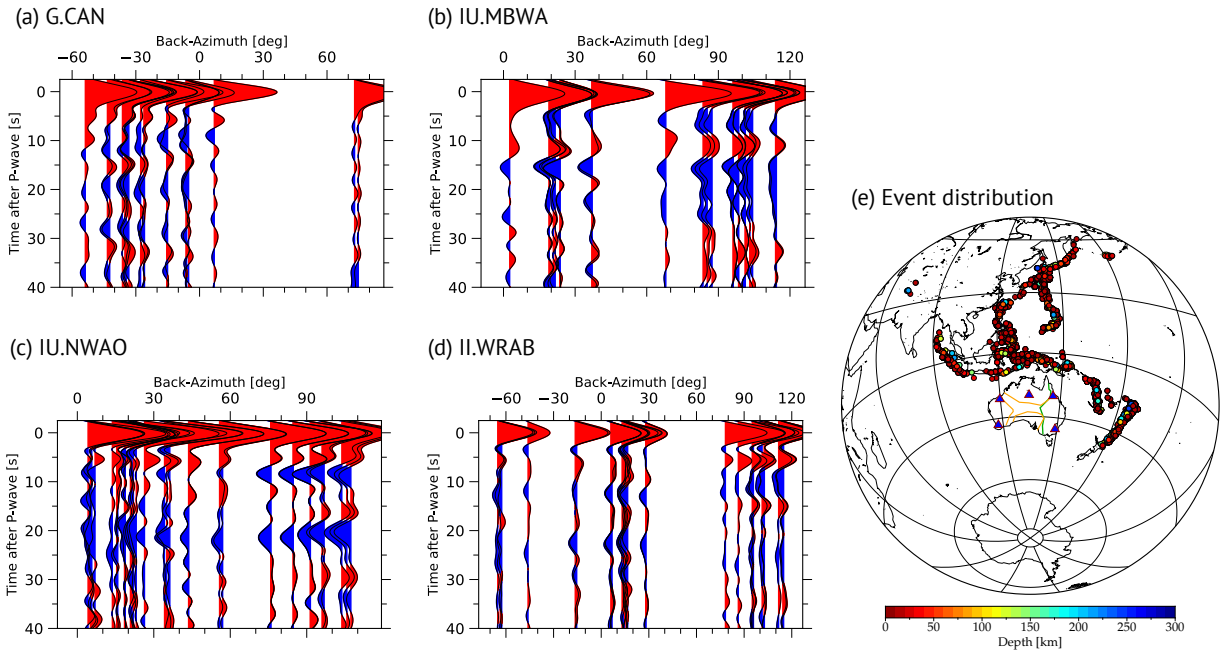 (a) G.CAN
Back-Azimuth [deg]
−60 −30 0 30 60
Time after P-wave [s]
0
10
20
30
40
(b) IU.MBWA
Back-Azimuth [deg]
0 30 60 90 120
Time after P-wave [s]
0
10
20
30
40
(c) IU.NWAO
Back-Azimuth [deg]
0 30 60 90
Time after P-wave [s]
0
10
20
30
40
(d) II.WRAB
Back-Azimuth [deg]
−60 −30 0 30 60 90 120
Time after P-wave [s]
0
10
20
30
40
(e) Event distribution
0 50 100 150 200 250 300
Depth [km]